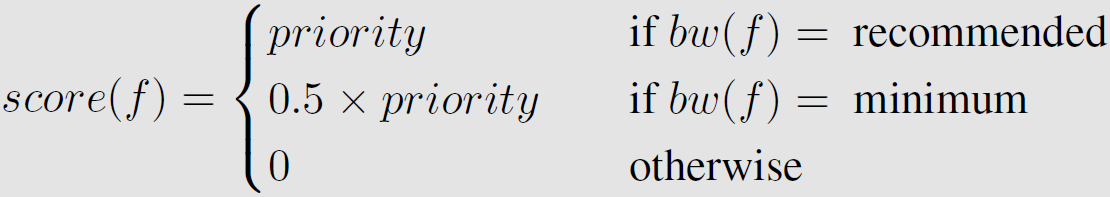 priority if bw(f) = recommended
score(f) = { 0.5 × priority if bw(f) = minimum
0 otherwise